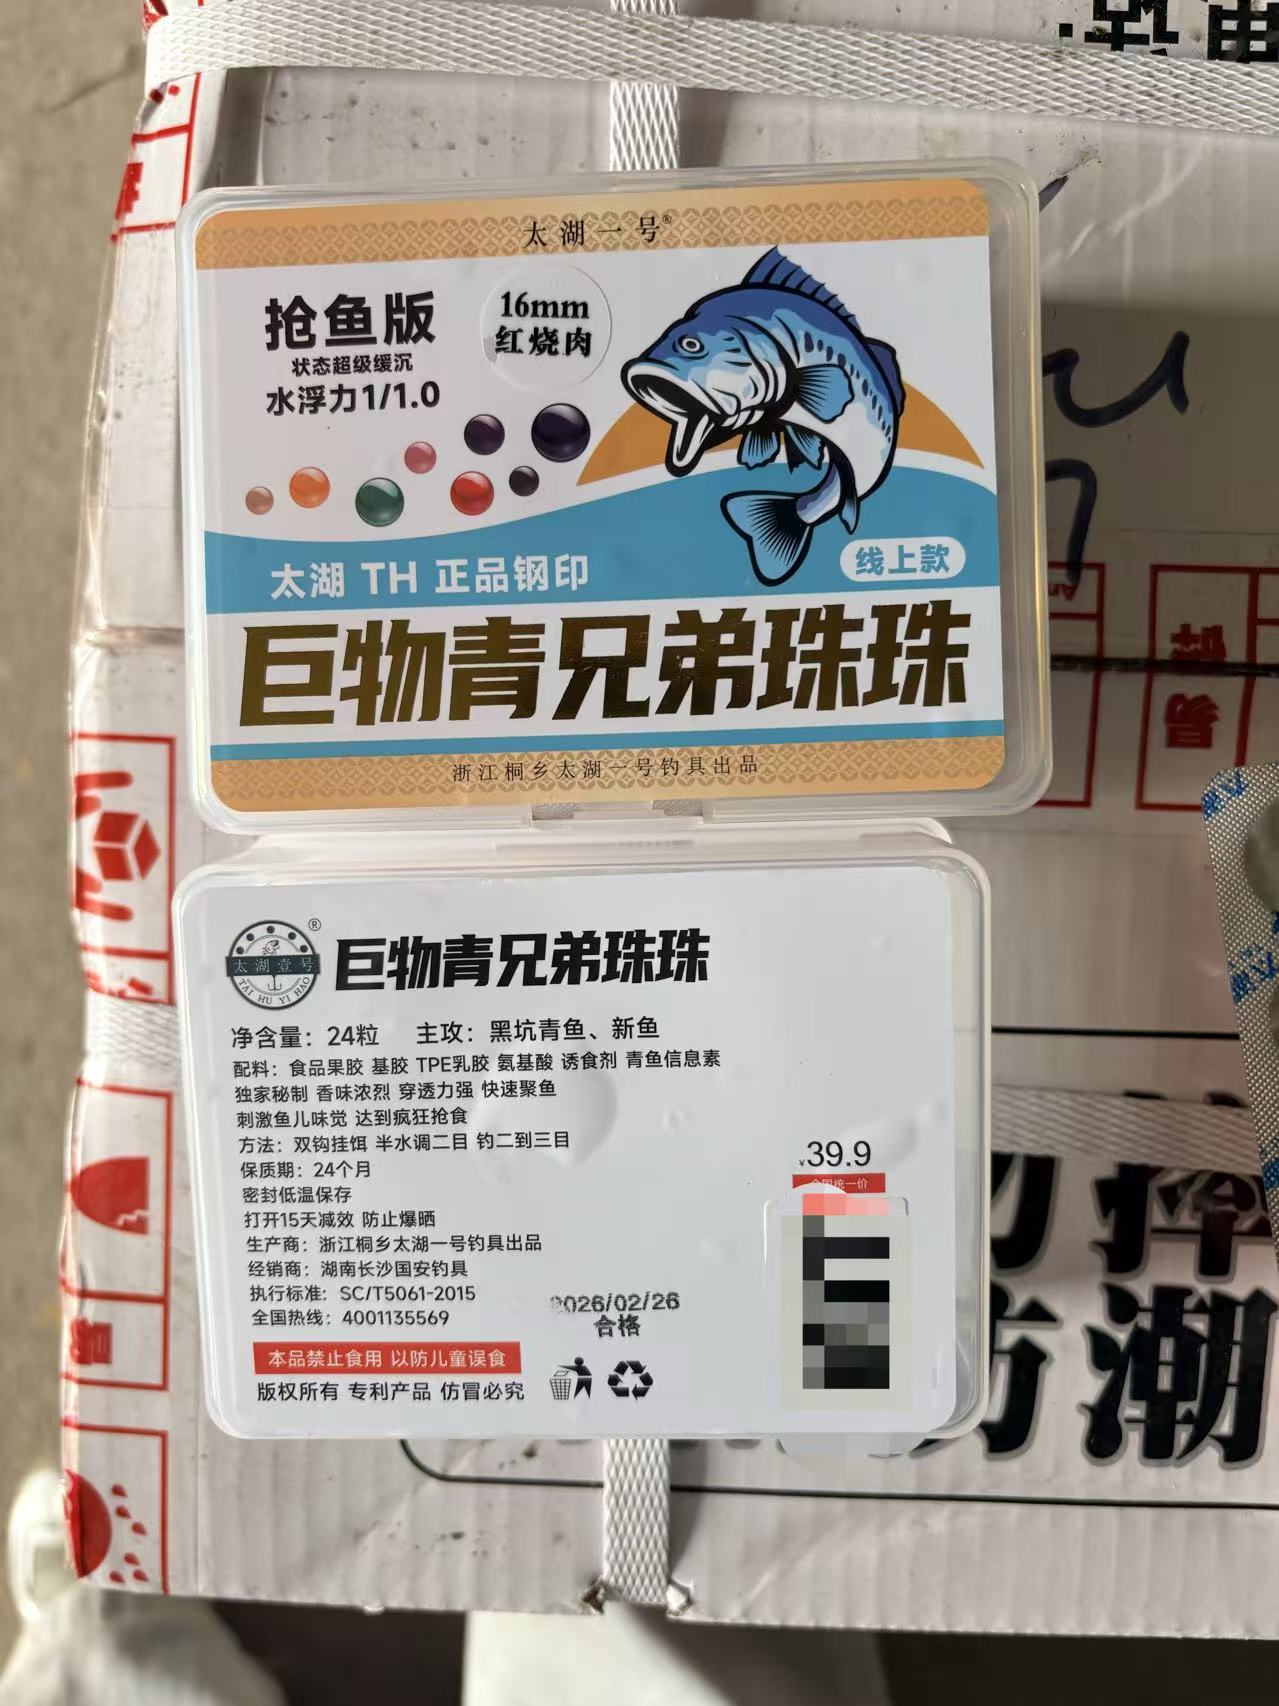 太湖一号®
抢鱼版
状态超级缓沉
水浮力1/1.0
16mm
红烧肉
太湖 TH 正品钢印
线上款
巨物青兄弟珠珠
浙江桐乡太湖一号钓具出品
®
太湖壹号
TAI HU YI HAO
巨物青兄弟珠珠
净含量：24粒 主攻：黑坑青鱼、新鱼
配料：食品果胶 基胶 TPE乳胶 氨基酸 诱食剂 青鱼信息素
独家秘制 香味浓烈 穿透力强 快速聚鱼
刺激鱼儿味觉 达到疯狂抢食
方法：双钩挂饵 半水调二目 钓二到三目
保质期：24个月
密封低温保存
打开15天减效 防止爆晒
生产商：浙江桐乡太湖一号钓具出品
经销商：湖南长沙国安钓具
执行标准：SC/T5061-2015
全国热线：4001135569
本品禁止食用 以防儿童误食
版权所有 专利产品 仿冒必究
2026/02/26
合格
¥39.9
全国统一价
易碎
防潮